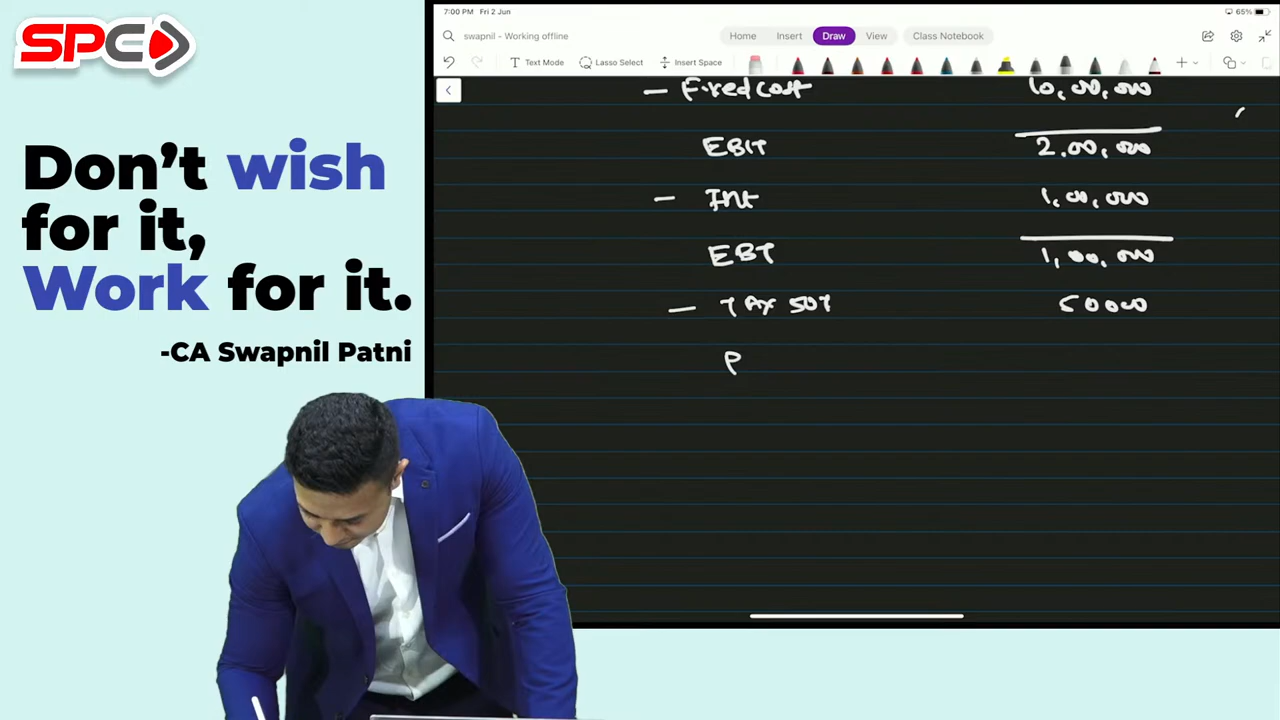 SPC
Don't wish
for it,
Work for it.
-CA Swapnil Patni
7:00 PM Fri 2 Jun
65%
swapnil - Working offline
Home Insert Draw View Class Notebook
Text Mode Lasso Select Insert Space
— Fixed Cost 10,00,000
EBIT 2,00,000
— Int 1,00,000
EBT 1,00,000
— TAX 50% 50000
P